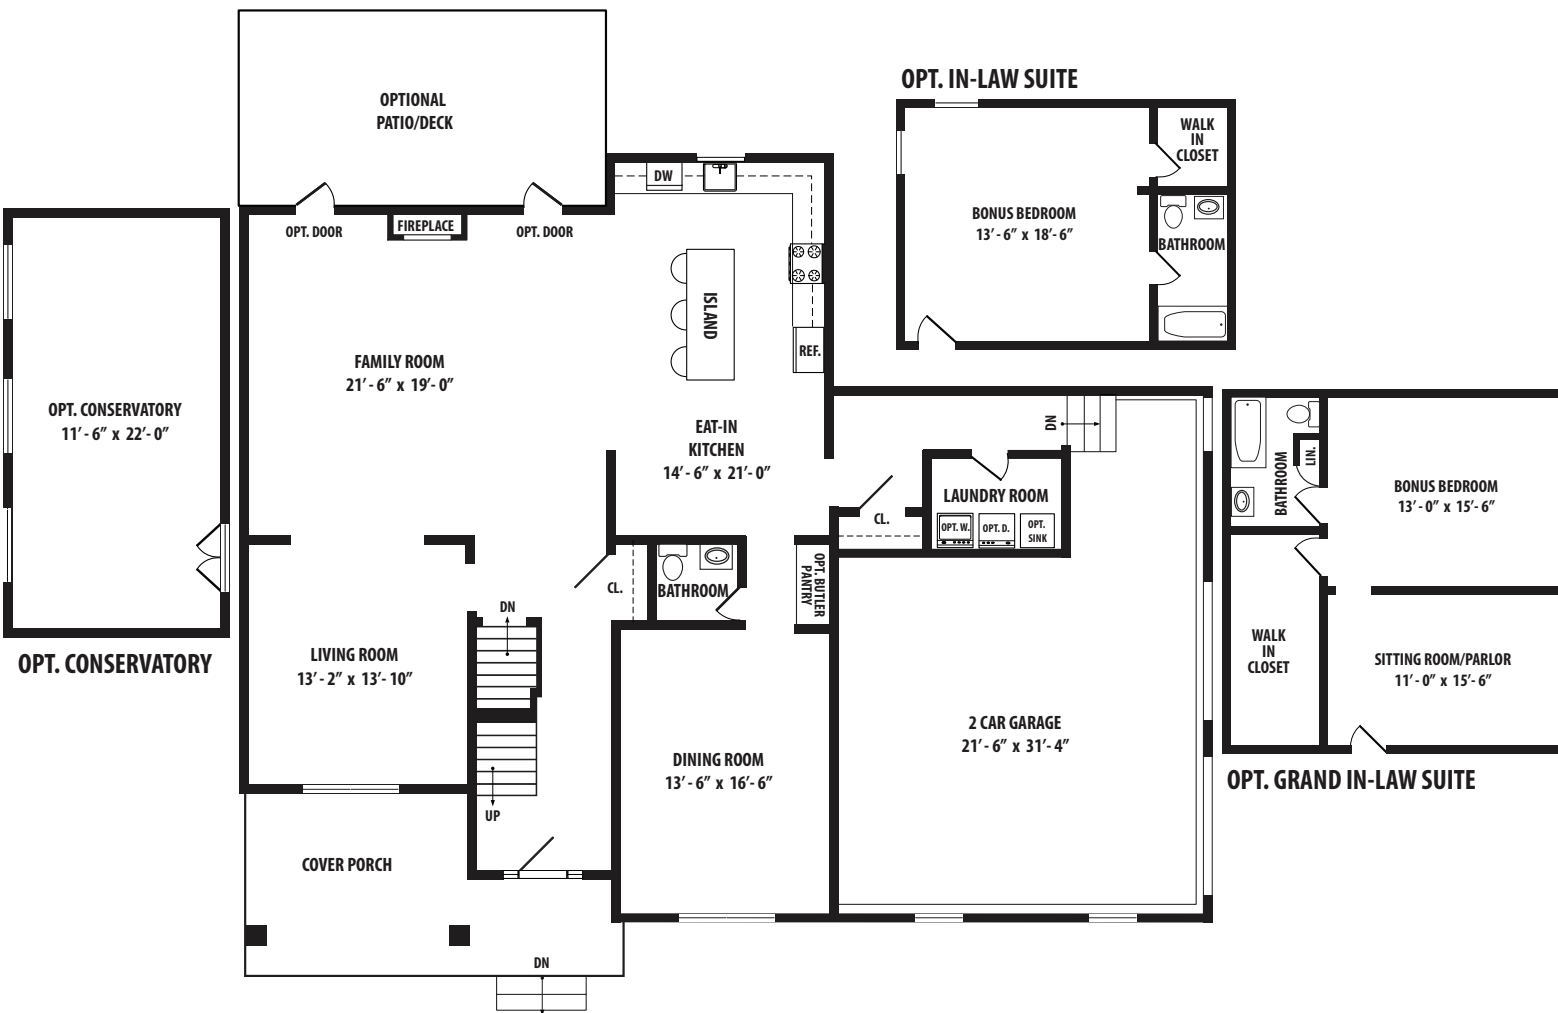 OPTIONAL
PATIO/DECK
OPT. IN-LAW SUITE
WALK
IN
CLOSET
BONUS BEDROOM
13'- 6" x 18'- 6"
BATHROOM
DW
OPT. DOOR
FIREPLACE
OPT. DOOR
ISLAND
REF.
FAMILY ROOM
21'- 6" x 19'- 0"
OPT. CONSERVATORY
11'- 6" x 22'- 0"
EAT-IN
KITCHEN
14'- 6" x 21'- 0"
DN
LAUNDRY ROOM
CL.
OPT. W.
OPT. D.
OPT.
SINK
BATHROOM
LIN.
BONUS BEDROOM
13'- 0" x 15'- 6"
CL.
BATHROOM
OPT. BUTLER
PANTRY
DN
OPT. CONSERVATORY
LIVING ROOM
13'- 2" x 13'- 10"
WALK
IN
CLOSET
SITTING ROOM/PARLOR
11'- 0" x 15'- 6"
2 CAR GARAGE
21'- 6" x 31'- 4"
DINING ROOM
13'- 6" x 16'- 6"
OPT. GRAND IN-LAW SUITE
UP
COVER PORCH
DN